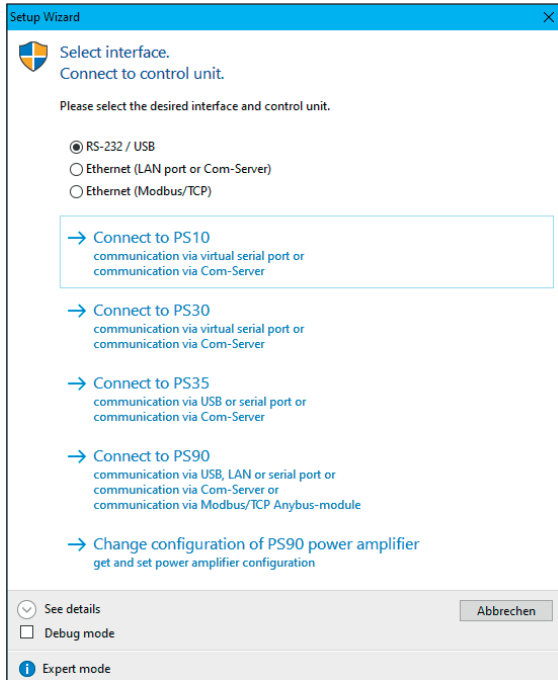 Setup Wizard
Select interface.
Connect to control unit.
Please select the desired interface and control unit.
RS-232 / USB
Ethernet (LAN port or Com-Server)
Ethernet (Modbus/TCP)
Connect to PS10
communication via virtual serial port or
communication via Com-Server
Connect to PS30
communication via virtual serial port or
communication via Com-Server
Connect to PS35
communication via USB or serial port or
communication via Com-Server
Connect to PS90
communication via USB, LAN or serial port or
communication via Com-Server or
communication via Modbus/TCP Anybus-module
Change configuration of PS90 power amplifier
get and set power amplifier configuration
See details
Abbrechen
Debug mode
Expert mode